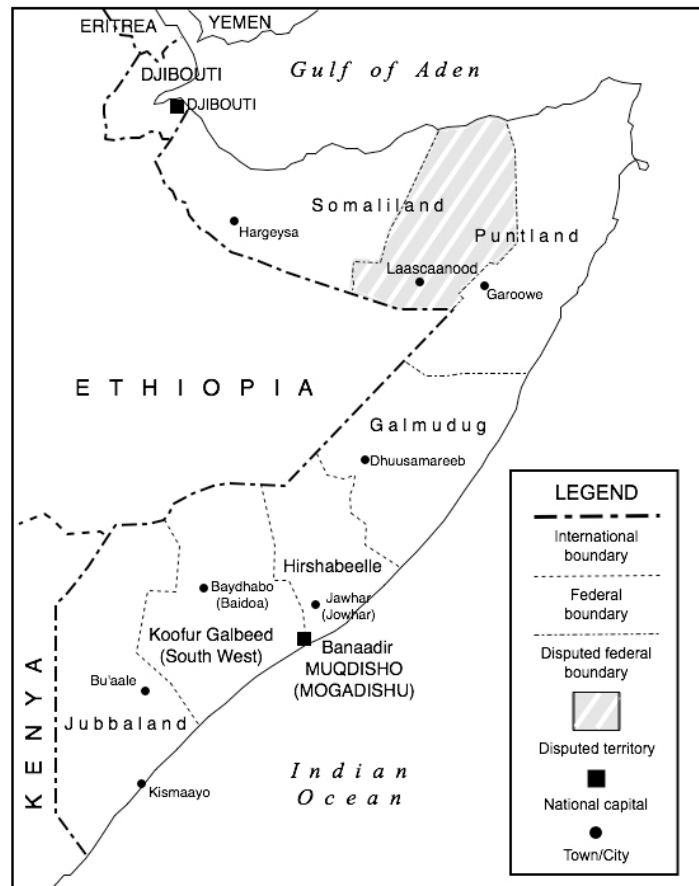 ERITREA
YEMEN
DJIBOUTI
Gulf of Aden
DJIBOUTI
Somaliland
Hargeysa
Puntland
Laascaanood
Garoowe
ETHIOPIA
Galmudug
Dhuusamareeb
Hirshabeelle
Baydhabo
(Baidoa)
Jawhar
(Jowhar)
Koofur Galbeed
(South West)
Banaadir
MUQDISHO
(MOGADISHU)
Bu'aale
Jubbaland
KENYA
Kismaayo
Indian
Ocean
LEGEND
International
boundary
Federal
boundary
Disputed federal
boundary
Disputed territory
National capital
Town/City